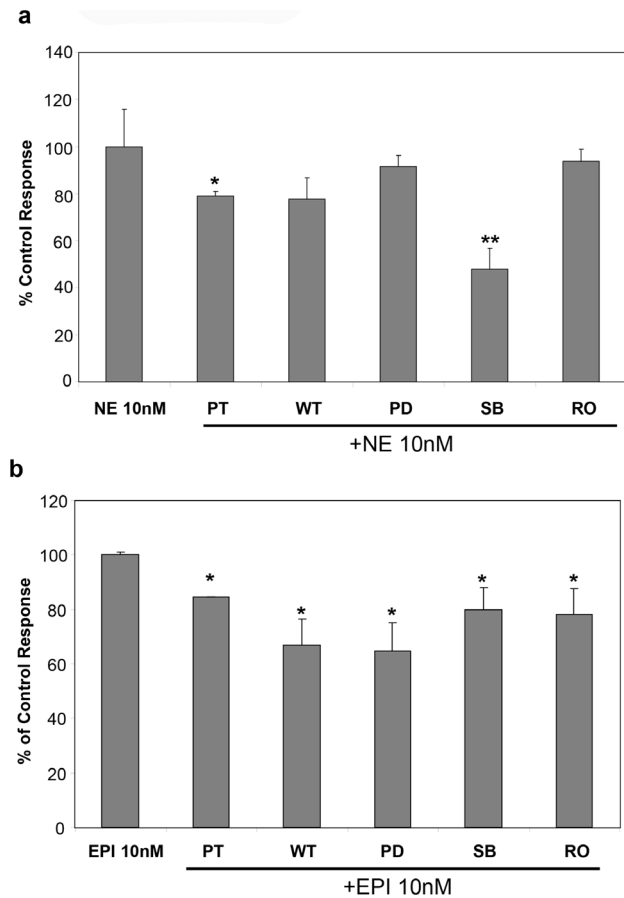 a
% Control Response
140
120
100
80
60
40
20
0
*
**
NE 10nM PT WT PD SB RO
+NE 10nM
b
% of Control Response
120
100
80
60
40
20
0
* * * * *
EPI 10nM PT WT PD SB RO
+EPI 10nM